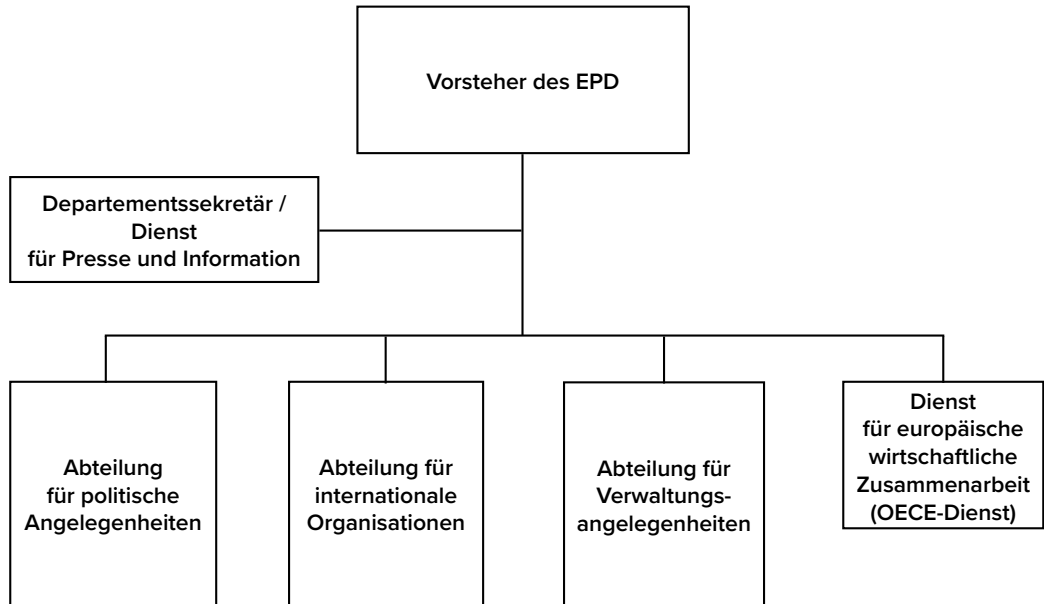 Vorsteher des EPD
Departementssekretär /
Dienst
für Presse und Information
Abteilung
für politische
Angelegenheiten
Abteilung für
internationale
Organisationen
Abteilung für
Verwaltungs-
angelegenheiten
Dienst
für europäische
wirtschaftliche
Zusammenarbeit
(OECE-Dienst)